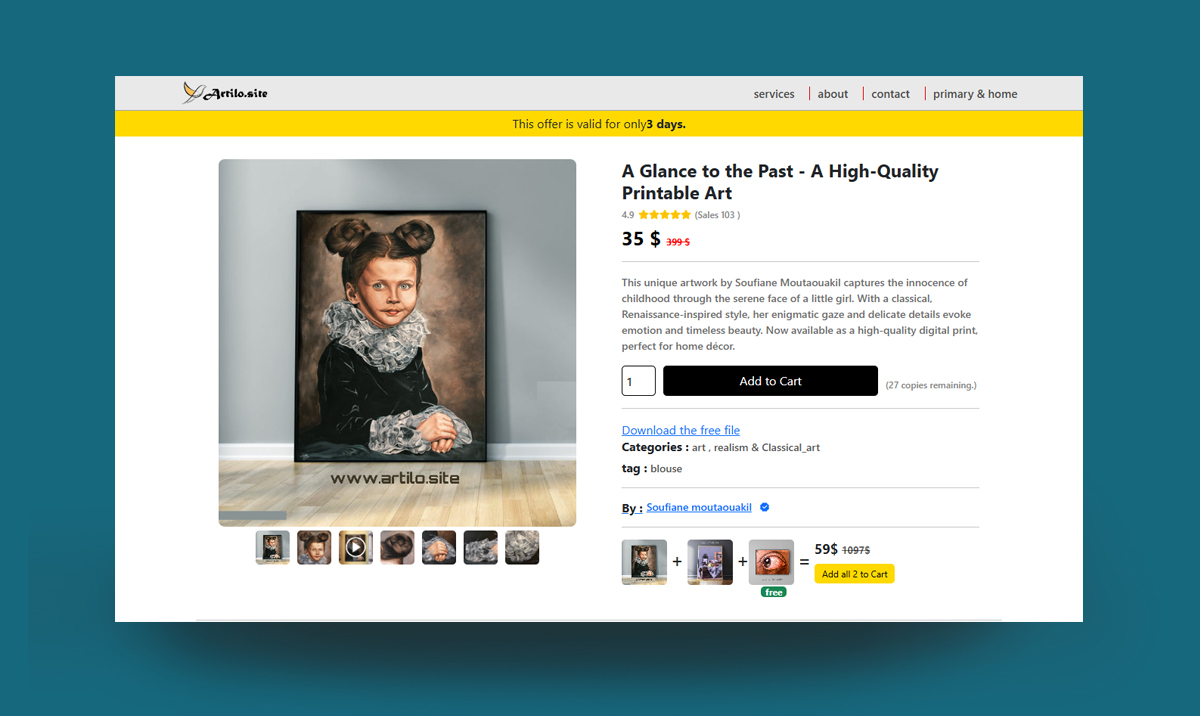 Artilo.site
services
about
contact
primary & home
This offer is valid for only3 days.
www.artilo.site
A Glance to the Past - A High-Quality
Printable Art
4.9 (Sales 103 )
35 $ 399 $
This unique artwork by Soufiane Moutaouakil captures the innocence of
childhood through the serene face of a little girl. With a classical,
Renaissance-inspired style, her enigmatic gaze and delicate details evoke
emotion and timeless beauty. Now available as a high-quality digital print,
perfect for home décor.
1 Add to Cart (27 copies remaining.)
Download the free file
Categories : art , realism & Classical_art
tag : blouse
By : Soufiane moutaouakil
+ + = 59$ 1097$
Add all 2 to Cart
free